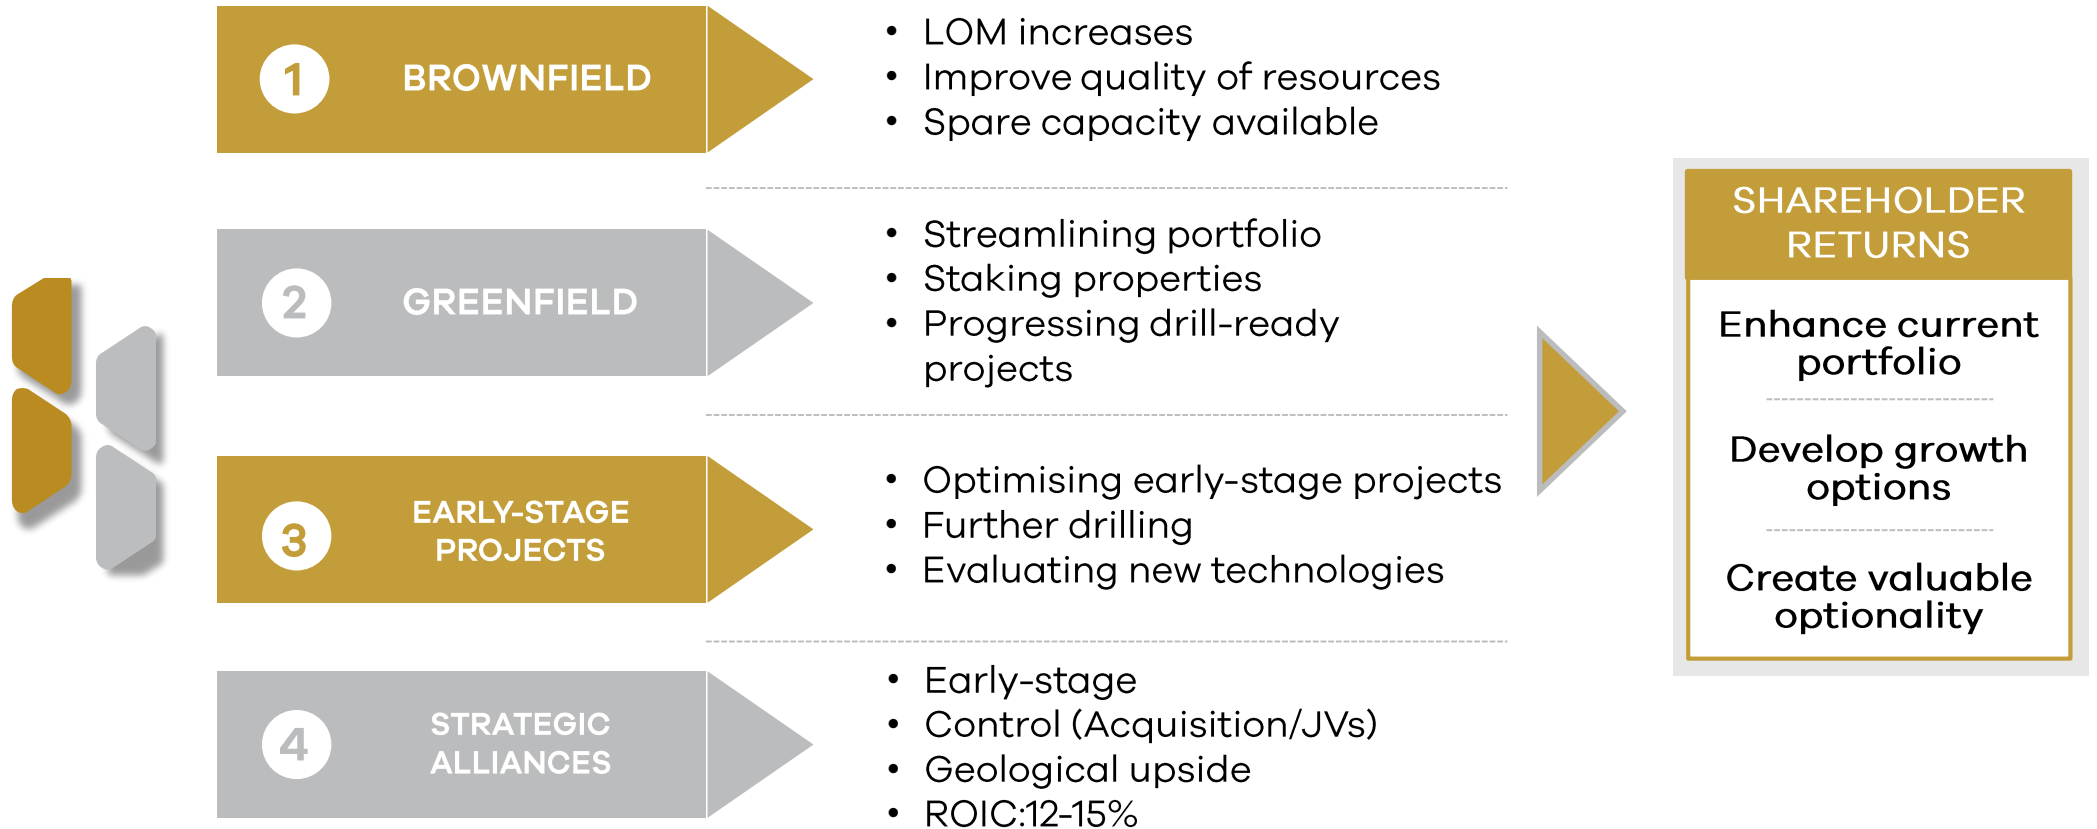 1
BROWNFIELD
• LOM increases
• Improve quality of resources
• Spare capacity available
2
GREENFIELD
• Streamlining portfolio
• Staking properties
• Progressing drill-ready
projects
3
EARLY-STAGE
PROJECTS
• Optimising early-stage projects
• Further drilling
• Evaluating new technologies
4
STRATEGIC
ALLIANCES
• Early-stage
• Control (Acquisition/JVs)
• Geological upside
• ROIC:12-15%
SHAREHOLDER
RETURNS
Enhance current
portfolio
Develop growth
options
Create valuable
optionality